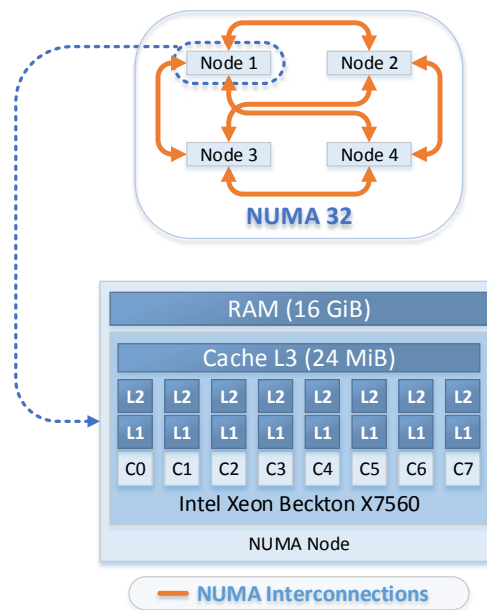 Node 1 Node 2
Node 3 Node 4
NUMA 32
RAM (16 GiB)
Cache L3 (24 MiB)
L2 L2 L2 L2 L2 L2 L2 L2
L1 L1 L1 L1 L1 L1 L1 L1
C0 C1 C2 C3 C4 C5 C6 C7
Intel Xeon Beckton X7560
NUMA Node
NUMA Interconnections